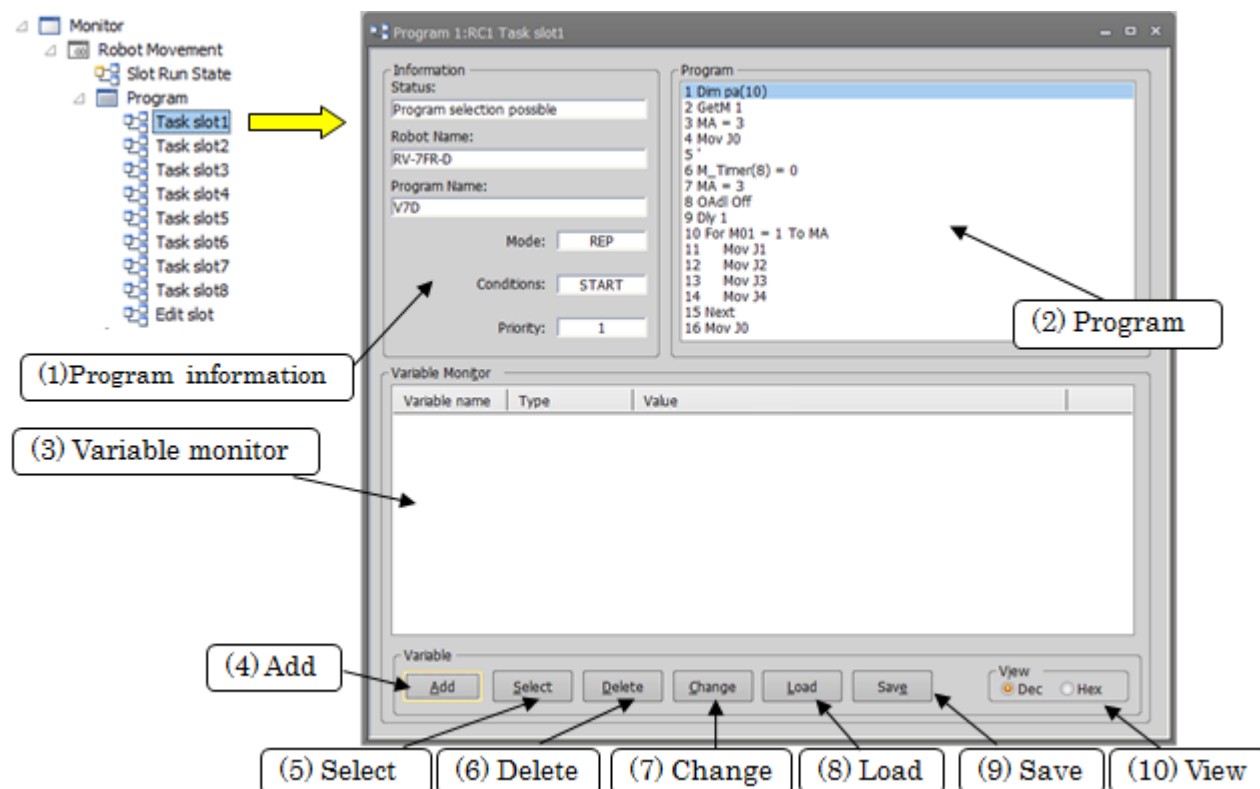 Monitor
Robot Movement
Slot Run State
Program
Task slot1
Task slot2
Task slot3
Task slot4
Task slot5
Task slot6
Task slot7
Task slot8
Edit slot
Program 1:RC1 Task slot1
Information
Status:
Program selection possible
Robot Name:
RV-7FR-D
Program Name:
V7D
Mode: REP
Conditions: START
Priority: 1
Program
1 Dim pa(10)
2 GetM 1
3 MA = 3
4 Mov J0
5 '
6 M_Timer(8) = 0
7 MA = 3
8 OAdl Off
9 Dly 1
10 For M01 = 1 To MA
11 Mov J1
12 Mov J2
13 Mov J3
14 Mov J4
15 Next
16 Mov J0
(1)Program information
(2) Program
Variable Monitor
Variable name Type Value
(3) Variable monitor
(4) Add
Variable
Add Select Delete Change Load Save
View
Dec Hex
(5) Select (6) Delete (7) Change (8) Load (9) Save (10) View